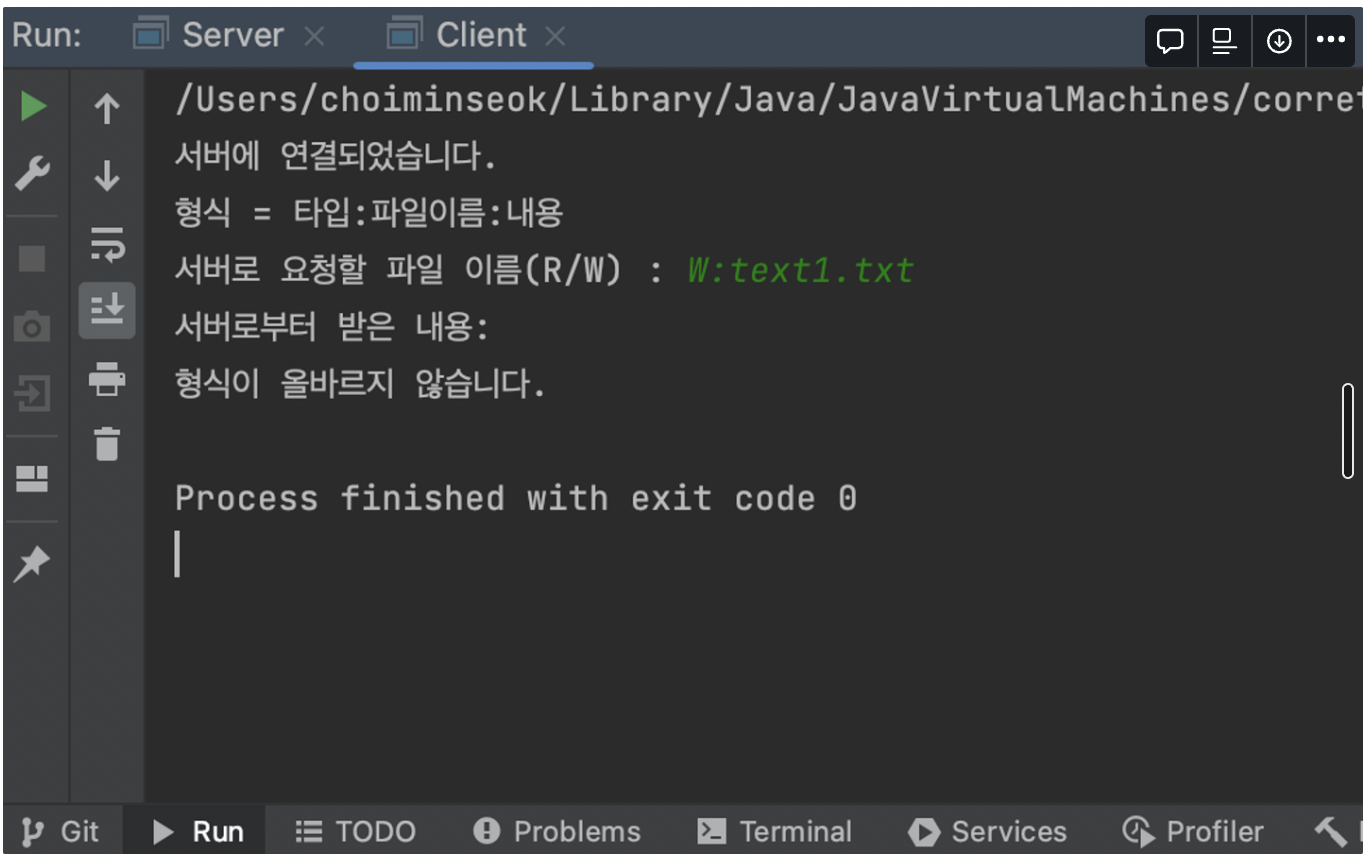 Run: Server Client
/Users/choiminseok/Library/Java/JavaVirtualMachines/
서버에 연결되었습니다.
형식 = 타입:파일이름:내용
서버로 요청할 파일 이름(R/W) : W:text1.txt
서버로부터 받은 내용:
형식이 올바르지 않습니다.
Process finished with exit code 0
Git Run TODO Problems Terminal Services Profiler